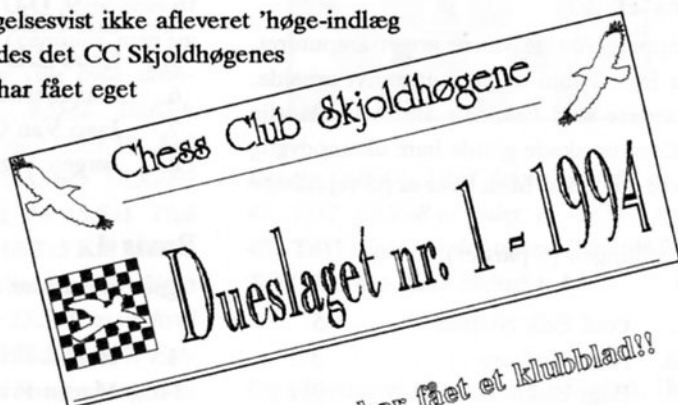 gelsesvist ikke afleveret 'høge-indlæg
des det CC Skjoldhøgenes
har fået eget
Chess Club Skjoldhøgene
Dueslaget nr. 1 - 1994
har fået et klubblad!!